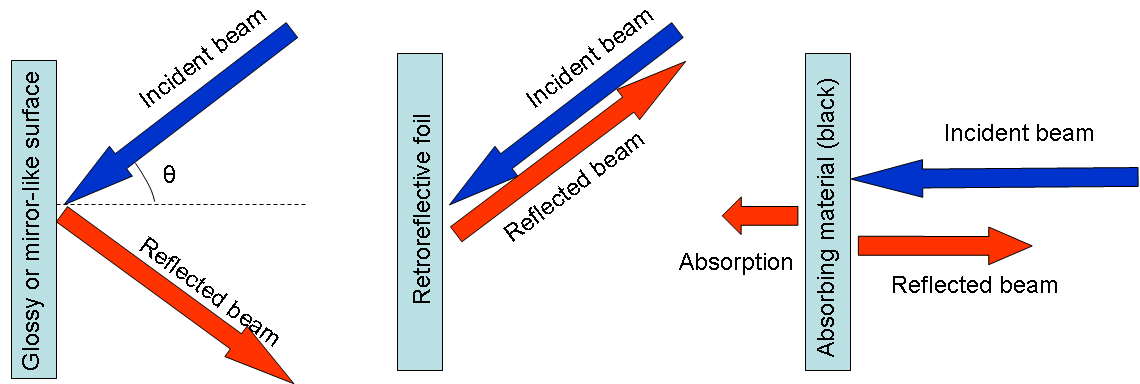 Glossy or mirror-like surface
Incident beam
θ
Reflected beam
Retroreflective foil
Incident beam
Reflected beam
Absorption
Absorbing material (black)
Incident beam
Reflected beam